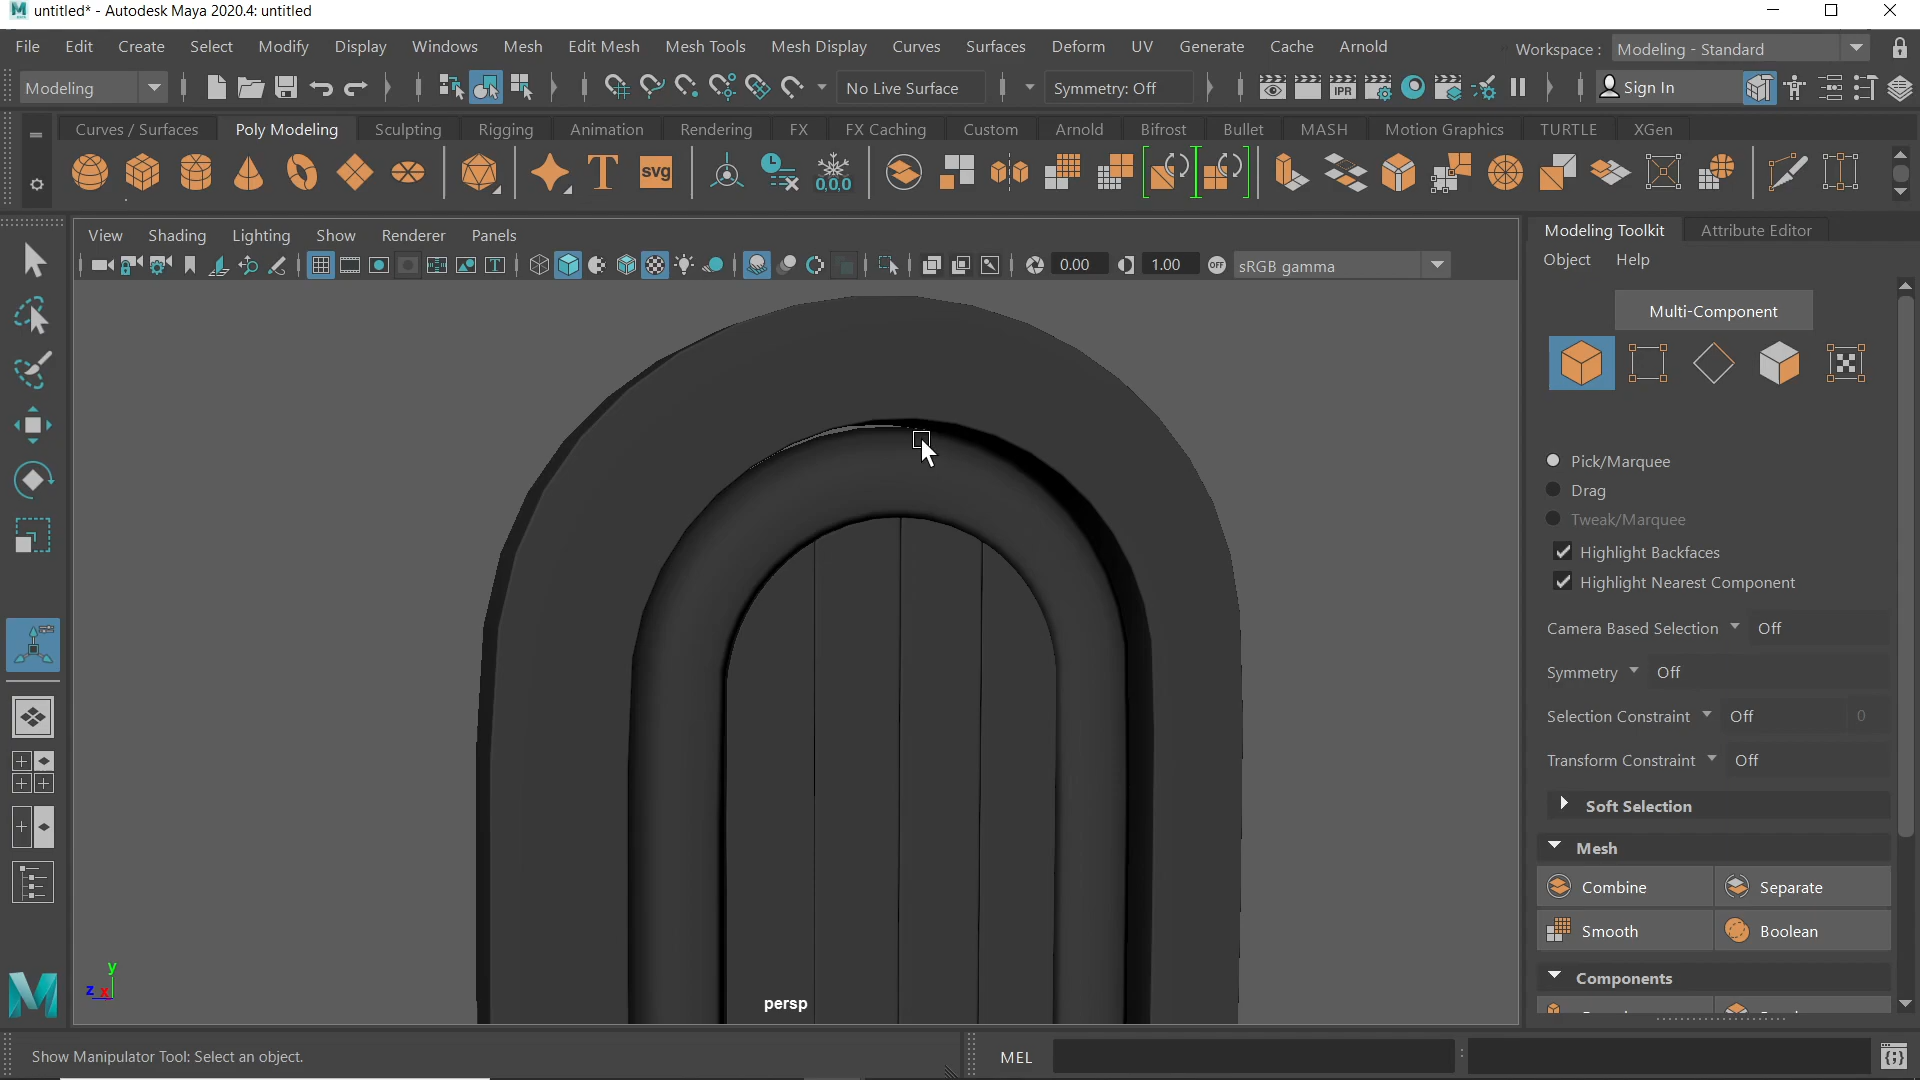 untitled* - Autodesk Maya 2020.4: untitled
File Edit Create Select Modify Display Windows Mesh Edit Mesh Mesh Tools Mesh Display Curves Surfaces Deform UV Generate Cache Arnold Workspace : Modeling - Standard
Modeling No Live Surface Symmetry: Off Sign In
Curves / Surfaces Poly Modeling Sculpting Rigging Animation Rendering FX FX Caching Custom Arnold Bifrost Bullet MASH Motion Graphics TURTLE XGen
T svg 0,0,0
View Shading Lighting Show Renderer Panels
0.00 1.00 sRGB gamma
Modeling Toolkit Attribute Editor
Object Help
Multi-Component
Pick/Marquee
Drag
Tweak/Marquee
Highlight Backfaces
Highlight Nearest Component
Camera Based Selection Off
Symmetry Off
Selection Constraint Off 0
Transform Constraint Off
Soft Selection
Mesh
Combine Separate
Smooth Boolean
Components
y
z x
persp
Show Manipulator Tool: Select an object.
MEL